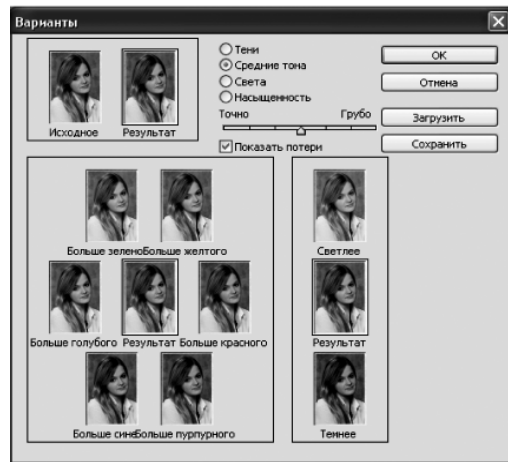 Варианты
Исходное Результат
Тени
Средние тона
Света
Насыщенность
Точно Грубо
Показать потери
OK
Отмена
Загрузить
Сохранить
Больше зеленоБольше желтого
Больше голубого Результат Больше красного
Больше синеБольше пурпурного
Светлее
Результат
Темнее